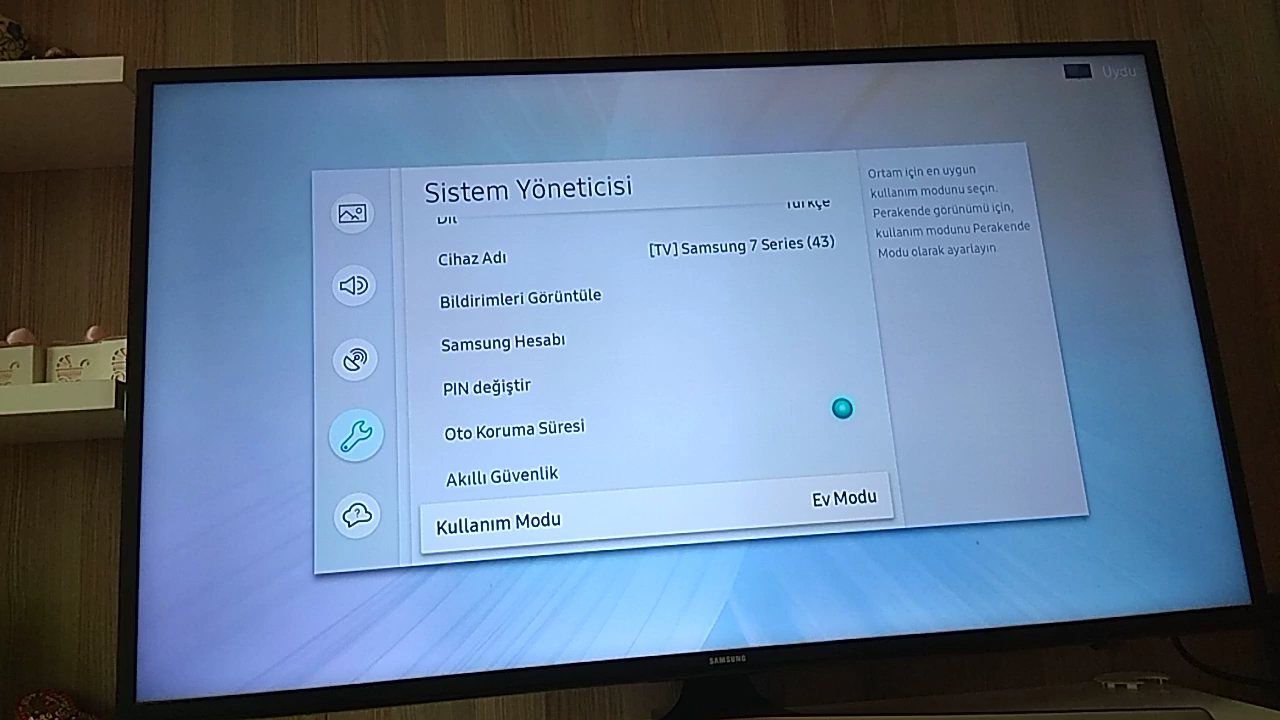 Uydu
Sistem Yöneticisi
Dil Türkçe
Cihaz Adı [TV] Samsung 7 Series (43)
Bildirimleri Görüntüle
Samsung Hesabı
PIN değiştir
Oto Koruma Süresi
Akıllı Güvenlik
Kullanım Modu Ev Modu
Ortam için en uygun
kullanım modunu seçin.
Perakende görünümü için,
kullanım modunu Perakende
Modu olarak ayarlayın
SAMSUNG